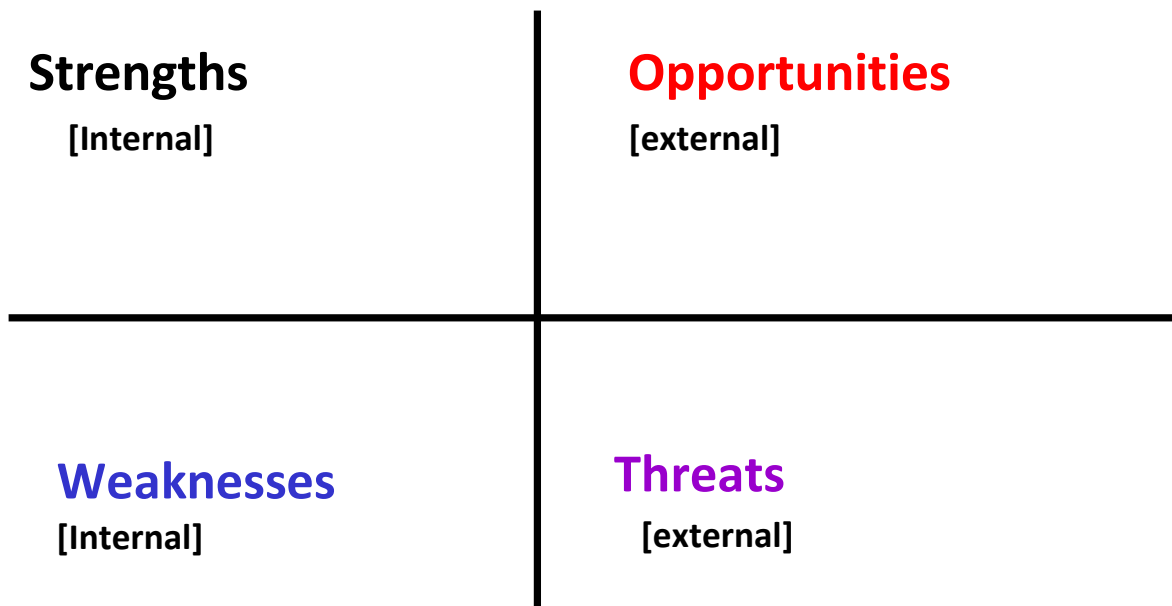 Strengths
[Internal]
Opportunities
[external]
Weaknesses
[Internal]
Threats
[external]